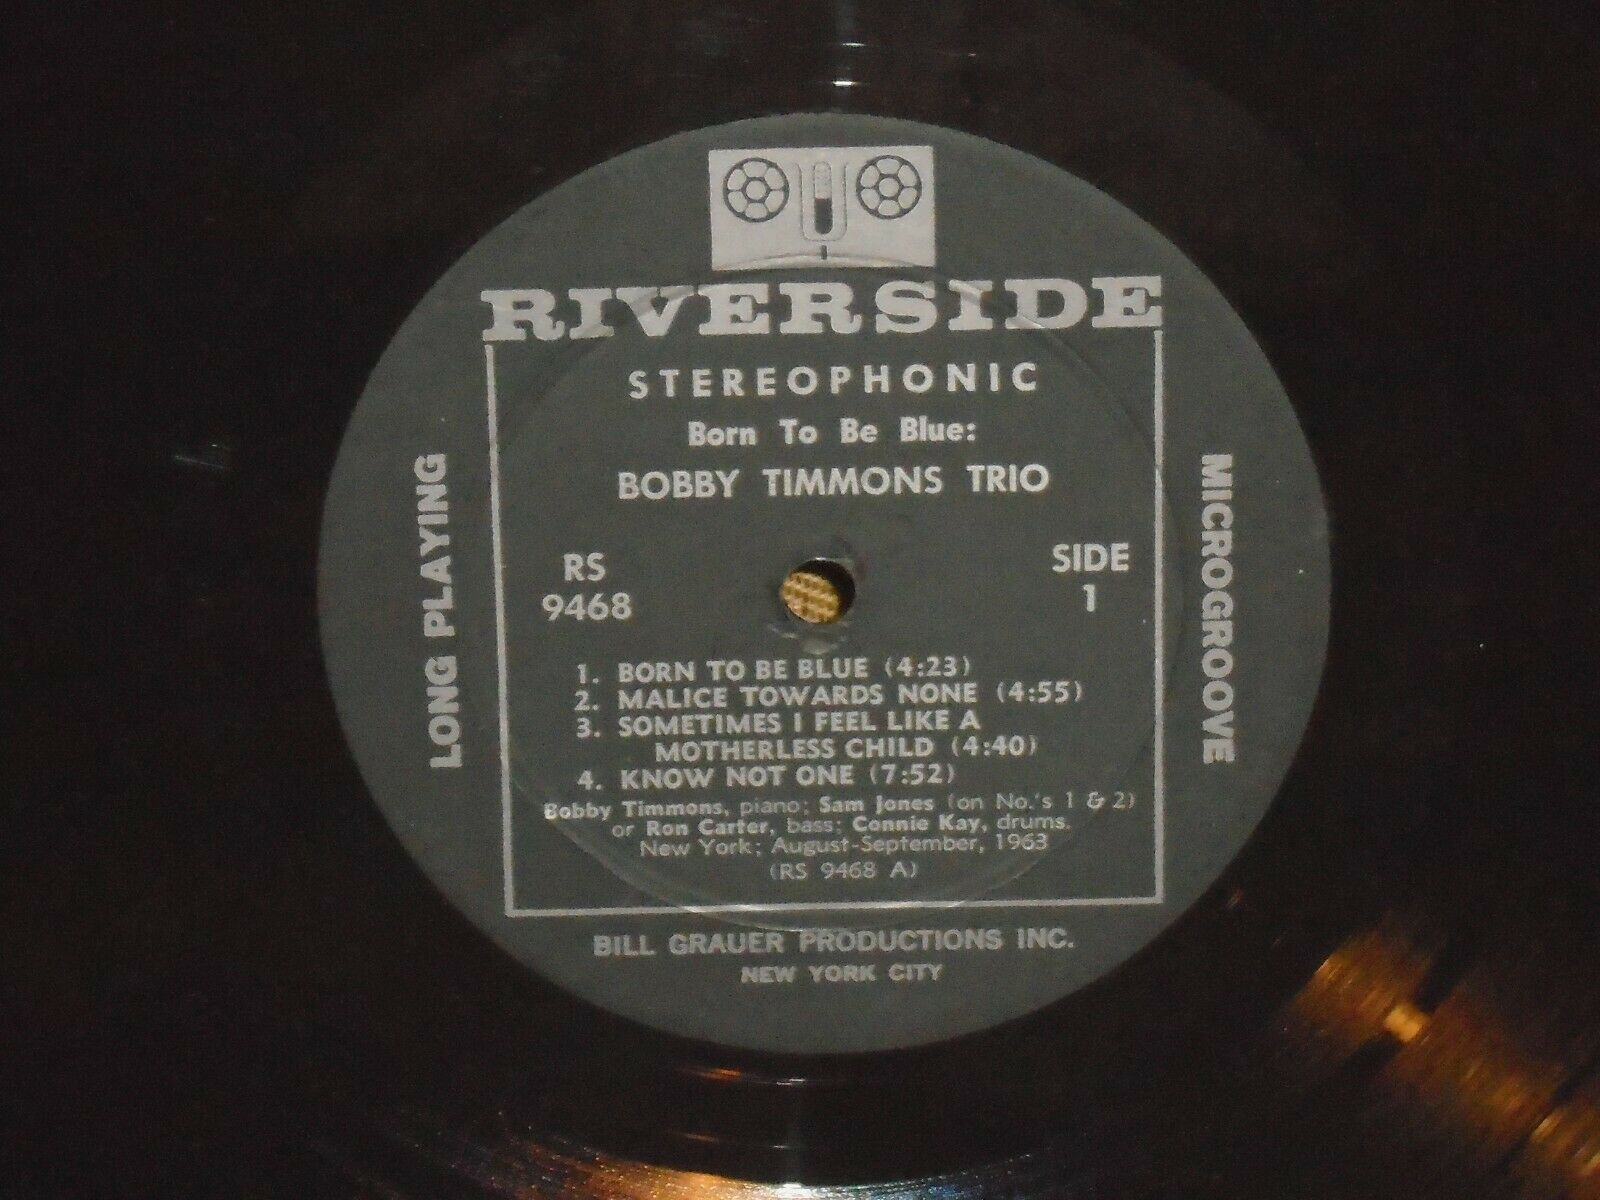 RIVERSIDE
STEREOPHONIC
Born To Be Blue:
BOBBY TIMMONS TRIO
RS
9468
SIDE
1
LONG PLAYING
MICROGROOVE
1. BORN TO BE BLUE (4:23)
2. MALICE TOWARDS NONE (4:55)
3. SOMETIMES I FEEL LIKE A
MOTHERLESS CHILD (4:40)
4. KNOW NOT ONE (7:52)
Bobby Timmons, piano; Sam Jones (on No.'s 1 & 2)
or Ron Carter, bass; Connie Kay, drums.
New York; August-September, 1963
(RS 9468 A)
BILL GRAUER PRODUCTIONS INC.
NEW YORK CITY